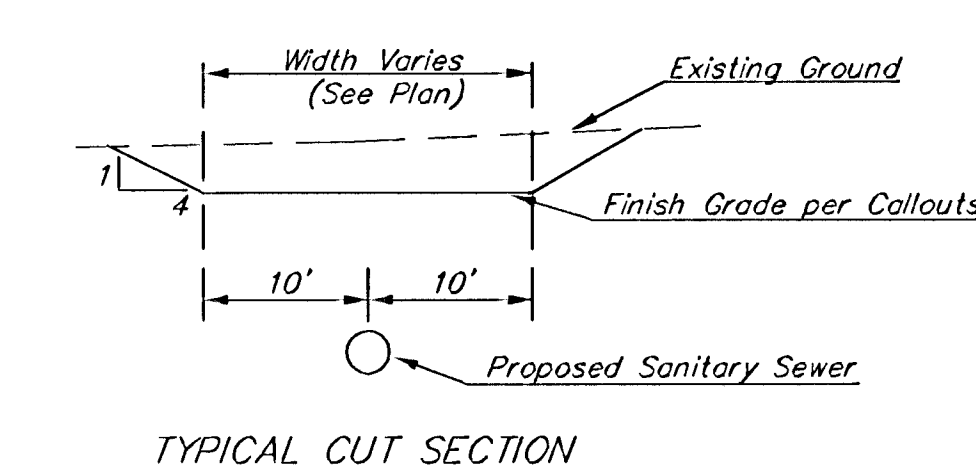 Width Varies
(See Plan)
Existing Ground
1
4
Finish Grade per Callouts
10' 10'
Proposed Sanitary Sewer
TYPICAL CUT SECTION